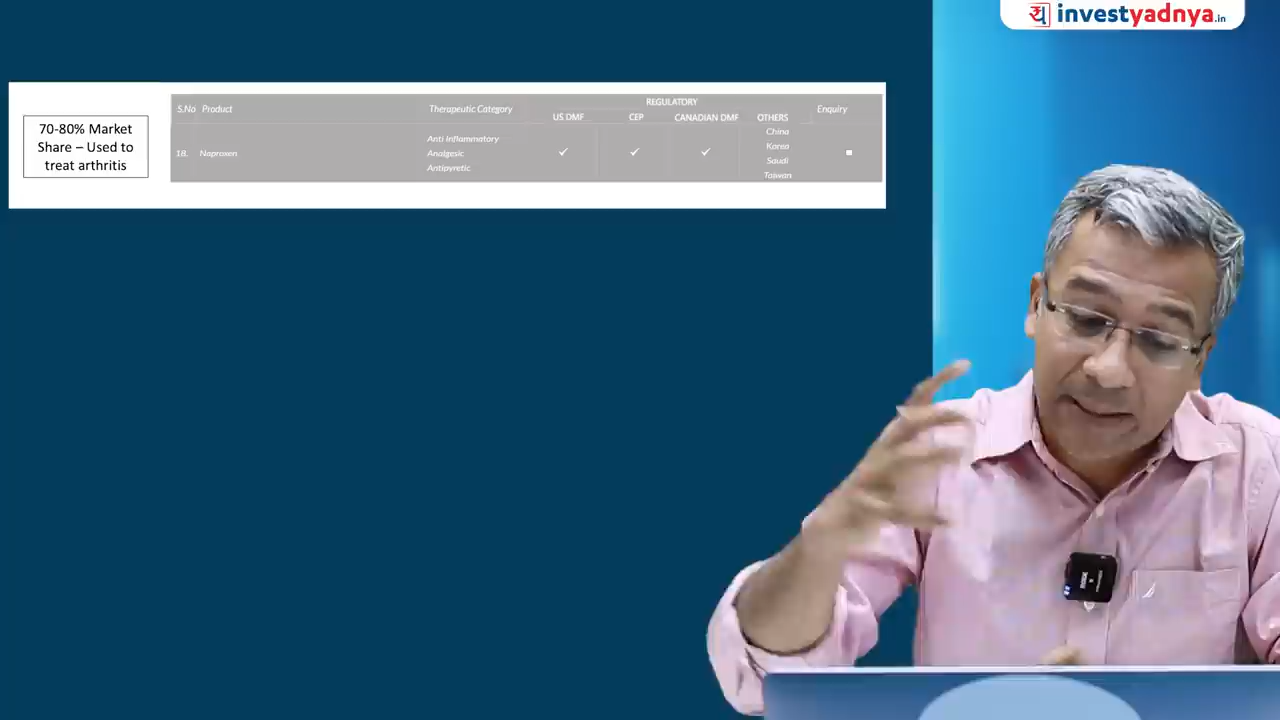 यु investyadnya.in
70-80% Market
Share – Used to
treat arthritis
S.No Product Therapeutic Category REGULATORY Enquiry
US DMF CEP CANADIAN DMF OTHERS
18. Naproxen
Anti Inflammatory
Analgesic
Antipyretic
✓ ✓ ✓
China
Korea
Saudi
Taiwan